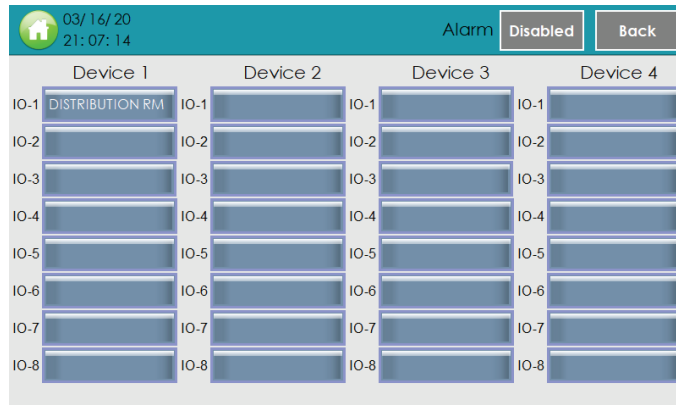 03/16/20
21:07:14
Alarm Disabled Back
Device 1 Device 2 Device 3 Device 4
IO-1 DISTRIBUTION RM IO-1 IO-1 IO-1
IO-2 IO-2 IO-2 IO-2
IO-3 IO-3 IO-3 IO-3
IO-4 IO-4 IO-4 IO-4
IO-5 IO-5 IO-5 IO-5
IO-6 IO-6 IO-6 IO-6
IO-7 IO-7 IO-7 IO-7
IO-8 IO-8 IO-8 IO-8